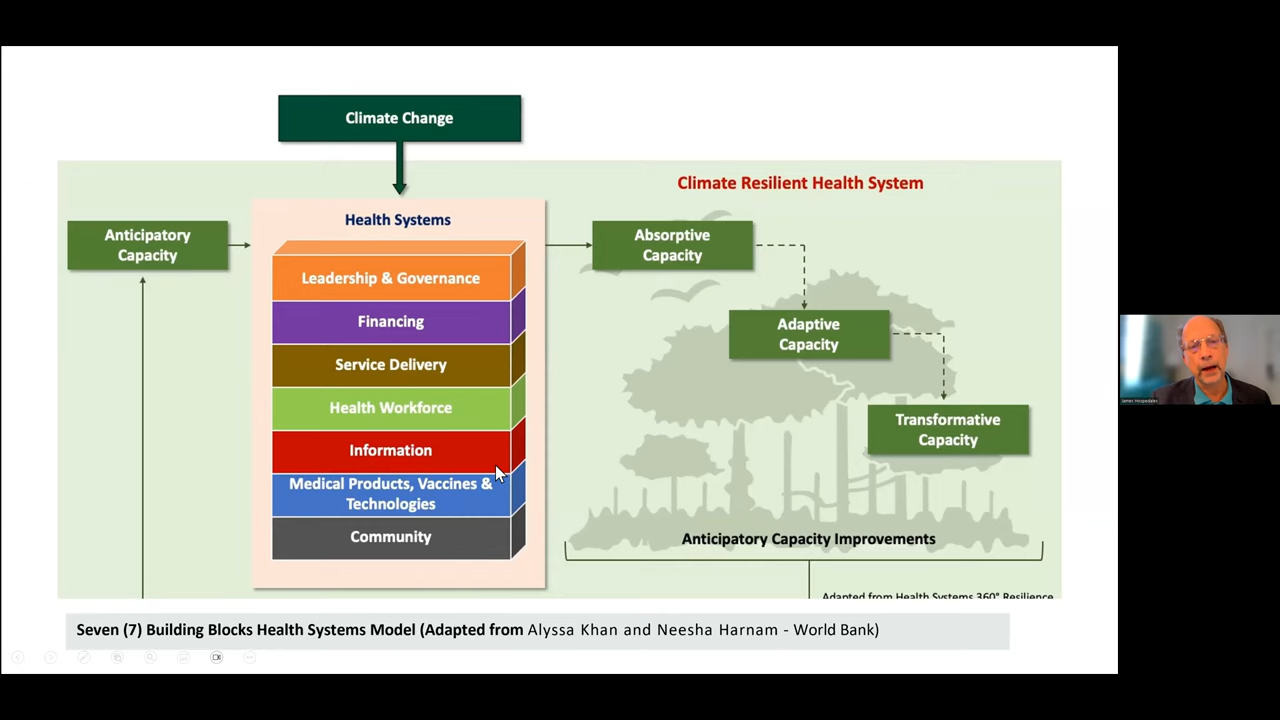 Climate Change
Climate Resilient Health System
Anticipatory
Capacity
Health Systems
Leadership & Governance
Financing
Service Delivery
Health Workforce
Information
Medical Products, Vaccines &
Technologies
Community
Absorptive
Capacity
Adaptive
Capacity
Transformative
Capacity
Anticipatory Capacity Improvements
Adapted from Health Systems 360° Resilience
Seven (7) Building Blocks Health Systems Model (Adapted from Alyssa Khan and Neesha Harnam - World Bank)
James Hospedales